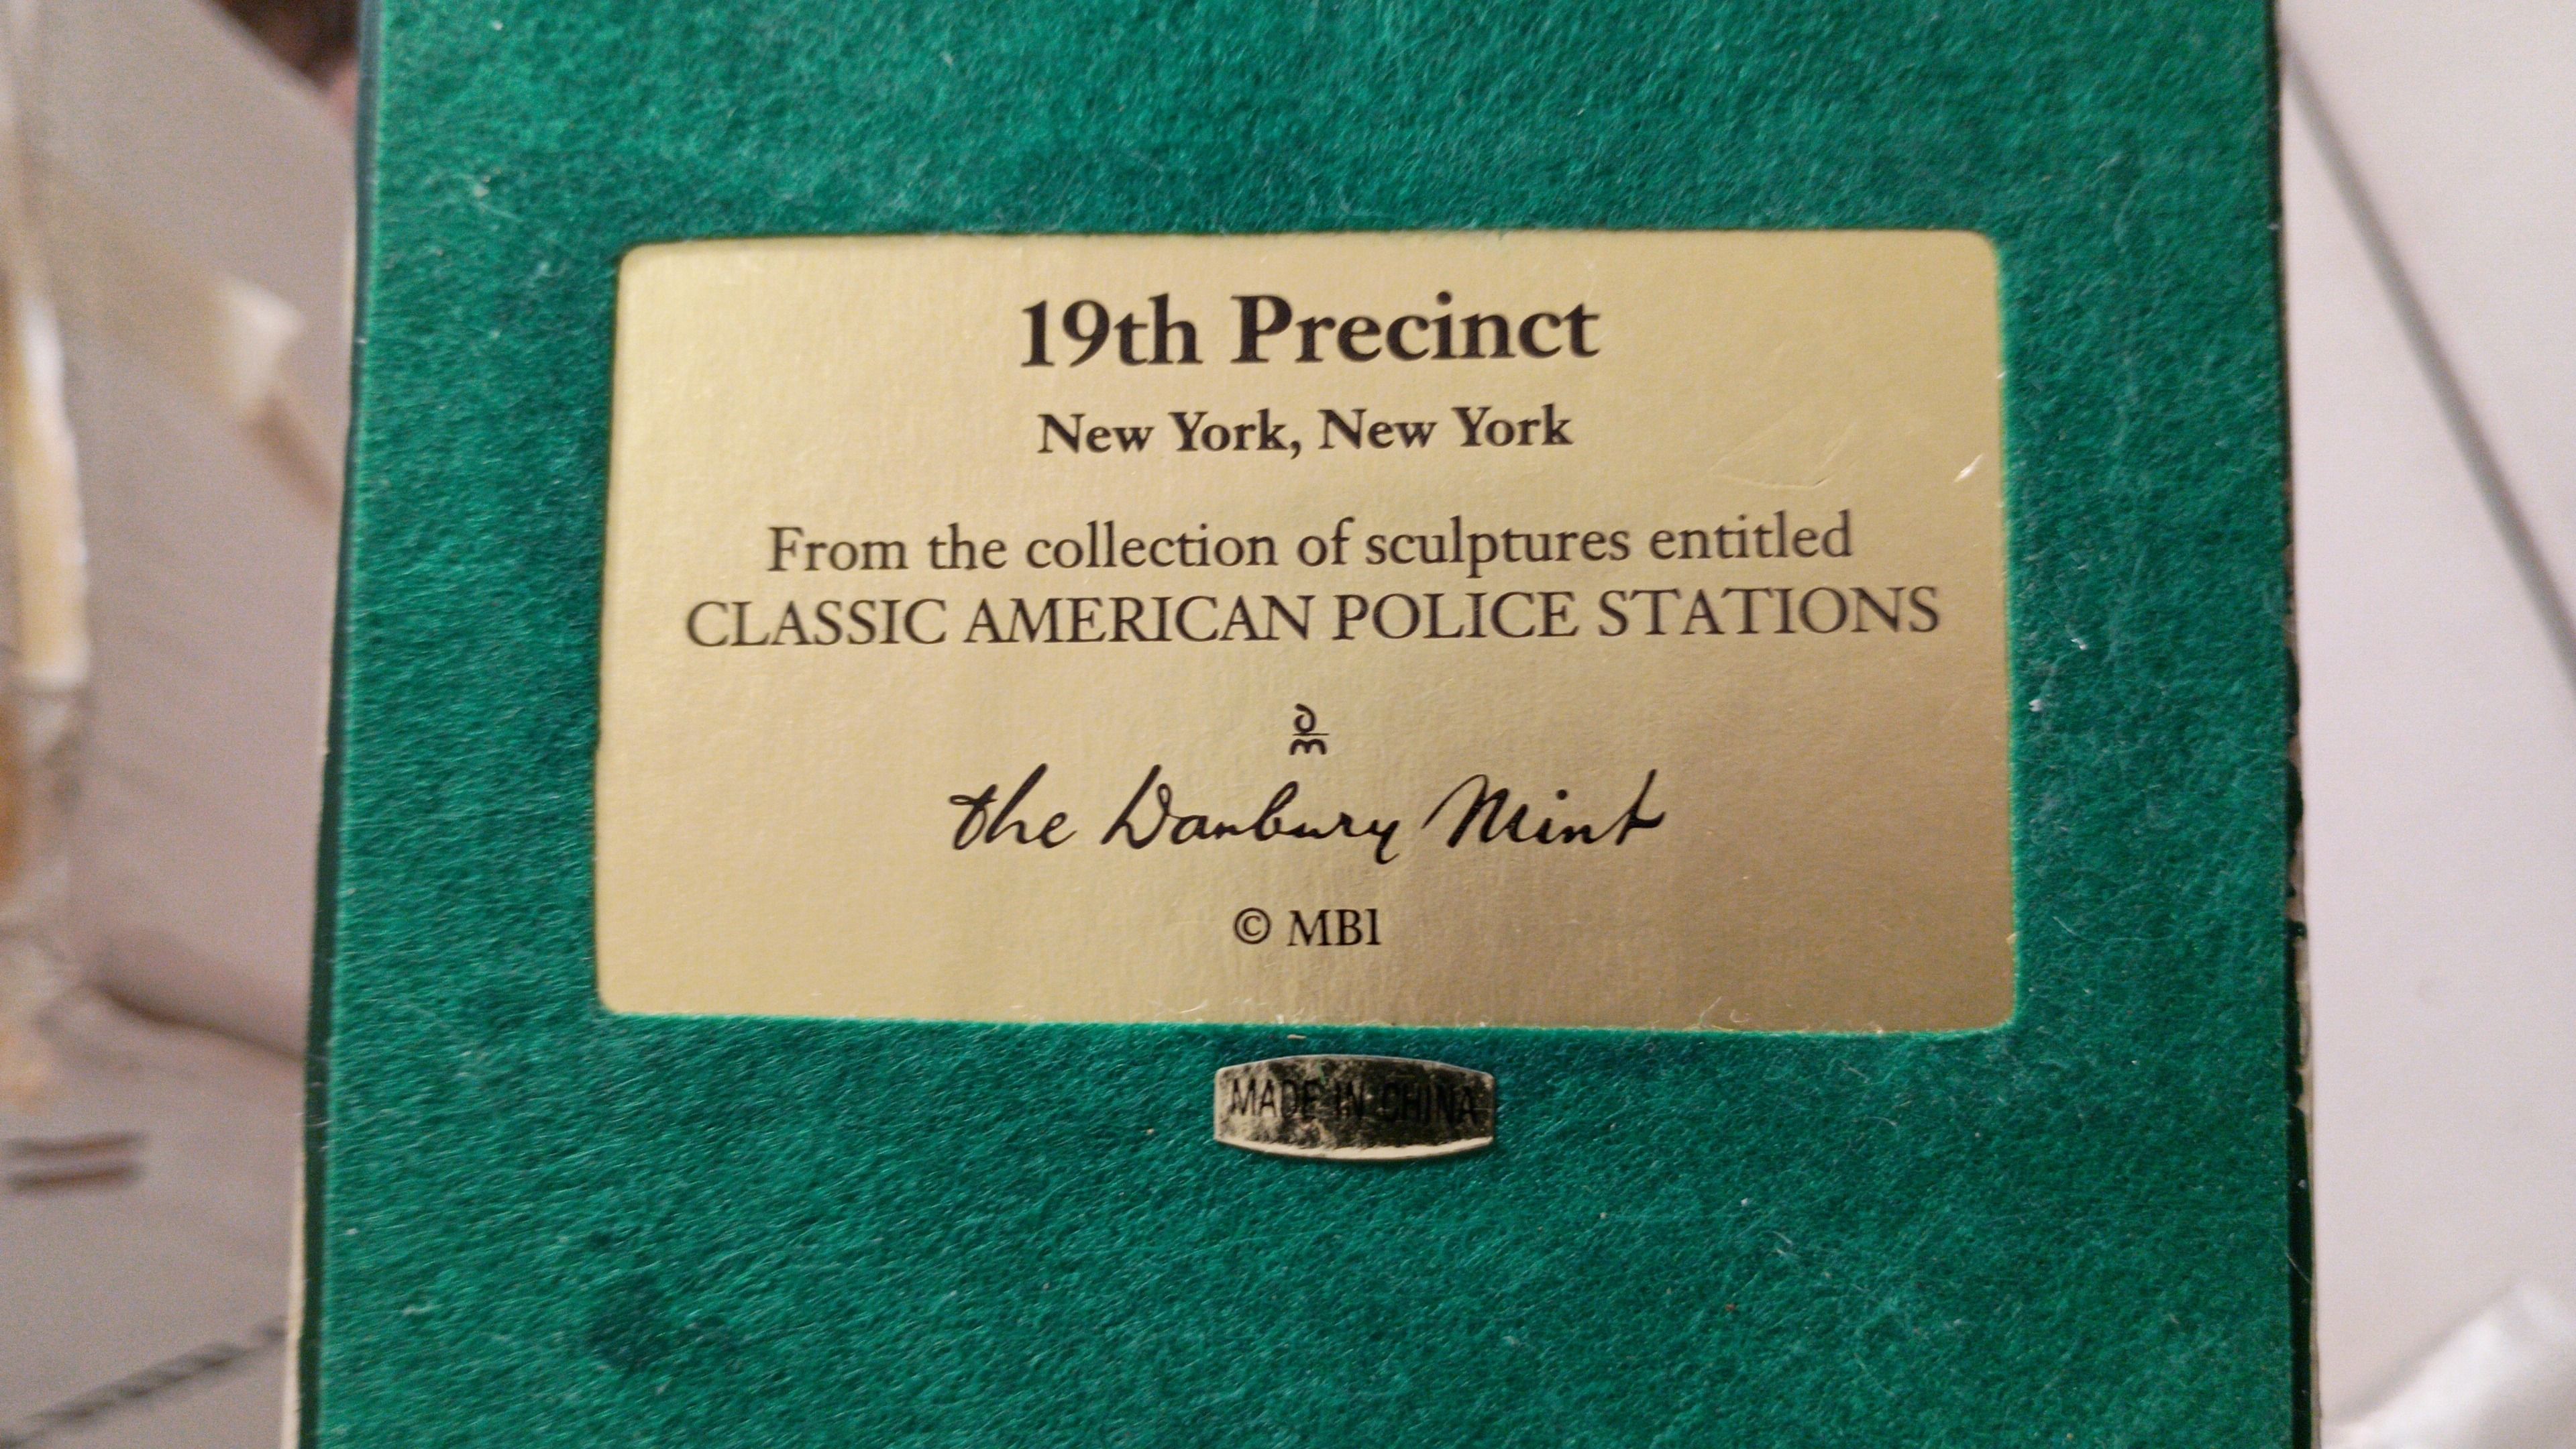 19th Precinct
New York, New York
From the collection of sculptures entitled
CLASSIC AMERICAN POLICE STATIONS
dm
the Danbury Mint
© MBI
MADE IN CHINA